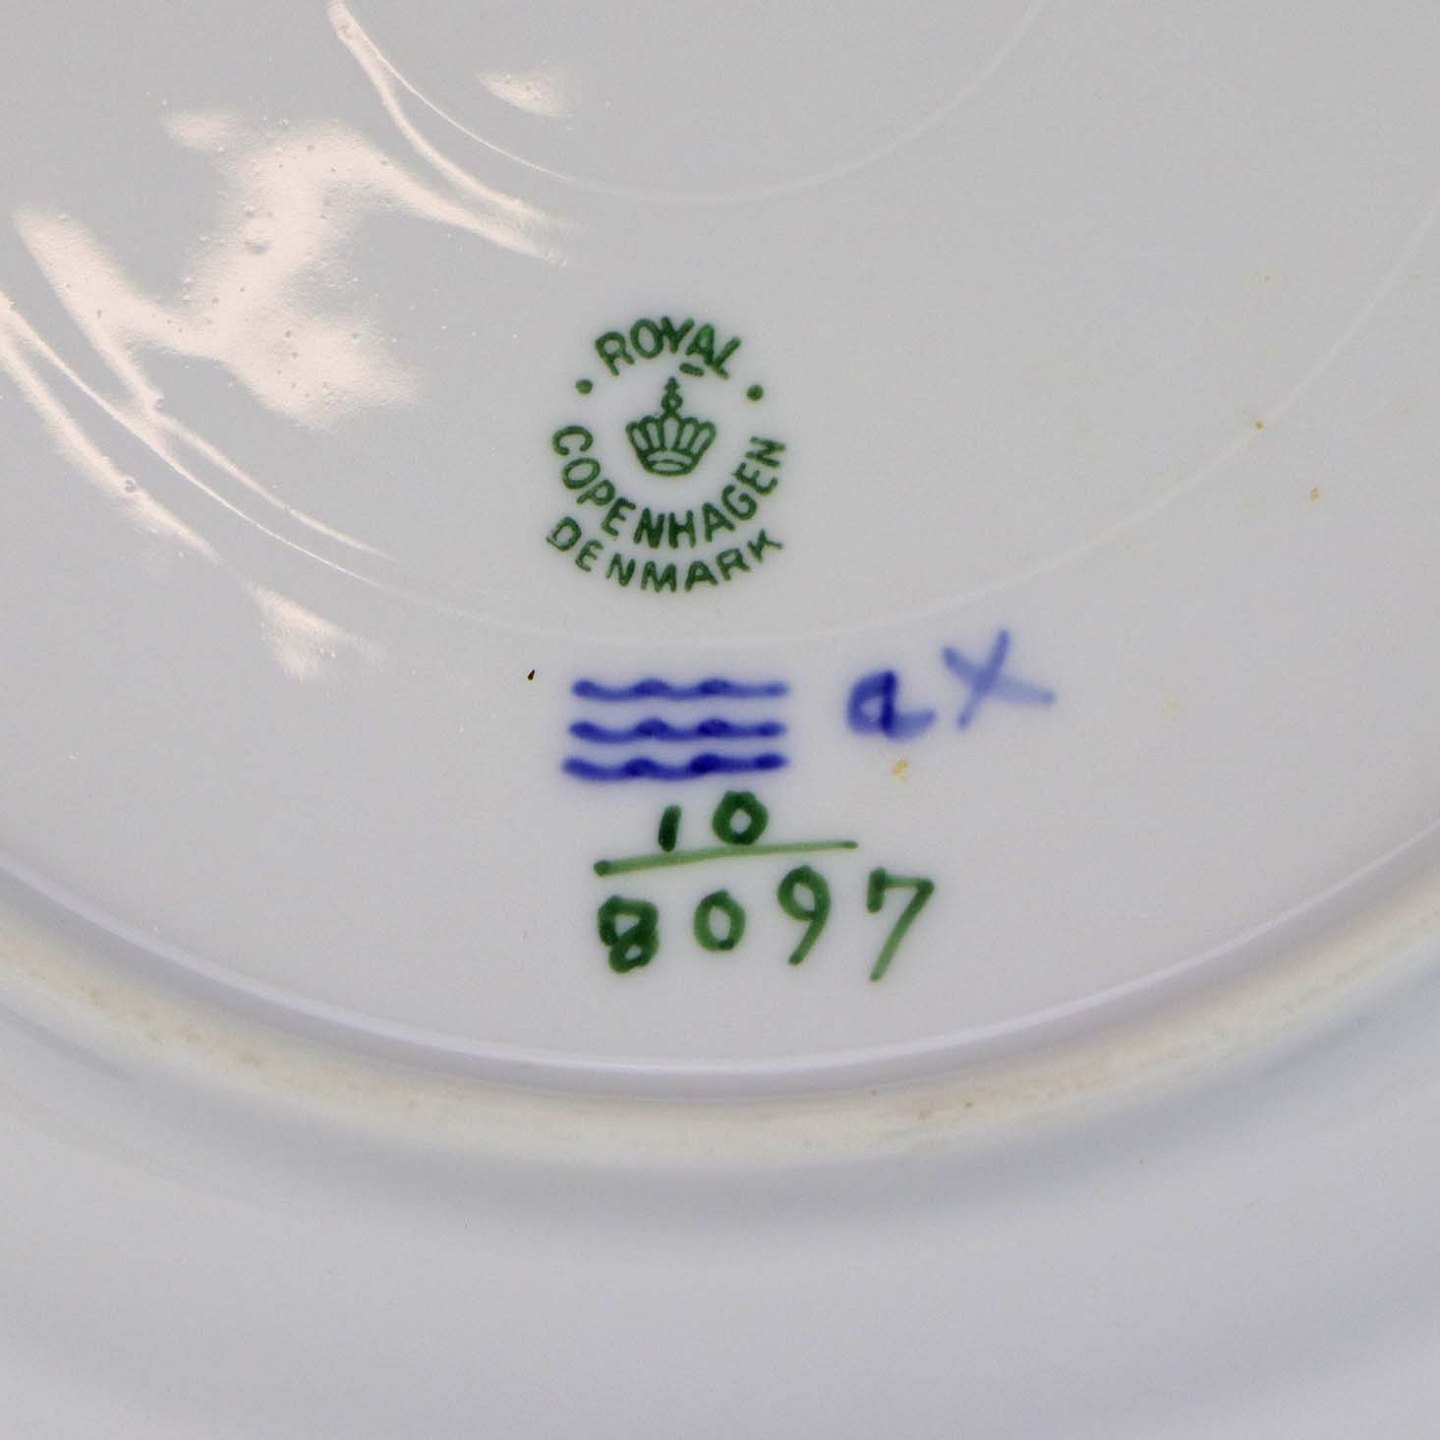 ROYAL
COPENHAGEN
DENMARK
ax
10
8097